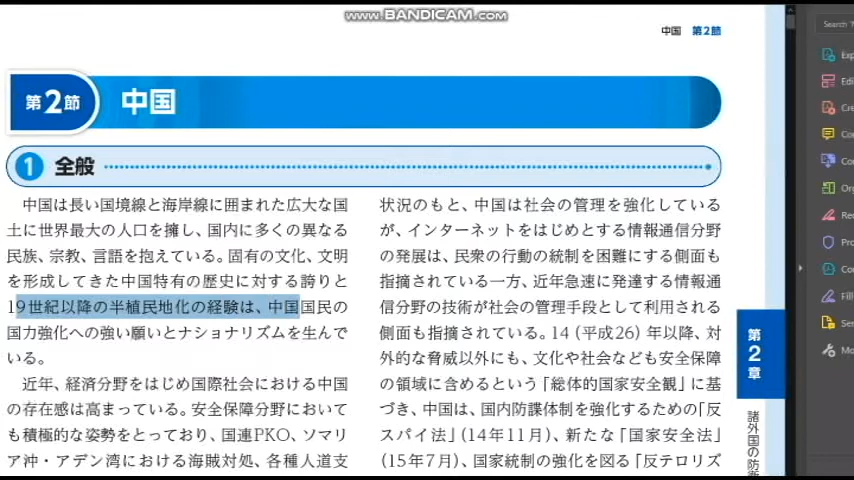 www.BANDICAM.com
中国 第2節
第2節 中国
1 全般
中国は長い国境線と海岸線に囲まれた広大な国
土に世界最大の人口を擁し、国内に多くの異なる
民族、宗教、言語を抱えている。固有の文化、文明
を形成してきた中国特有の歴史に対する誇りと
19世紀以降の半植民地化の経験は、中国国民の
国力強化への強い願いとナショナリズムを生んで
いる。
近年、経済分野をはじめ国際社会における中国
の存在感は高まっている。安全保障分野において
も積極的な姿勢をとっており、国連PKO、ソマリ
ア沖・アデン湾における海賊対処、各種人道支
状況のもと、中国は社会の管理を強化している
が、インターネットをはじめとする情報通信分野
の発展は、民衆の行動の統制を困難にする側面も
指摘されている一方、近年急速に発達する情報通
信分野の技術が社会の管理手段として利用される
側面も指摘されている。14（平成26）年以降、対
外的な脅威以外にも、文化や社会なども安全保障
の領域に含めるという「総体的国家安全観」に基
づき、中国は、国内防諜体制を強化するための「反
スパイ法」（14年11月）、新たな「国家安全法」
（15年7月）、国家統制の強化を図る「反テロリズ
第2章
諸外国の防衛
Search
Exp
Edi
Cre
Co
Co
Org
Re
Pro
Co
Fill
Se
Mo